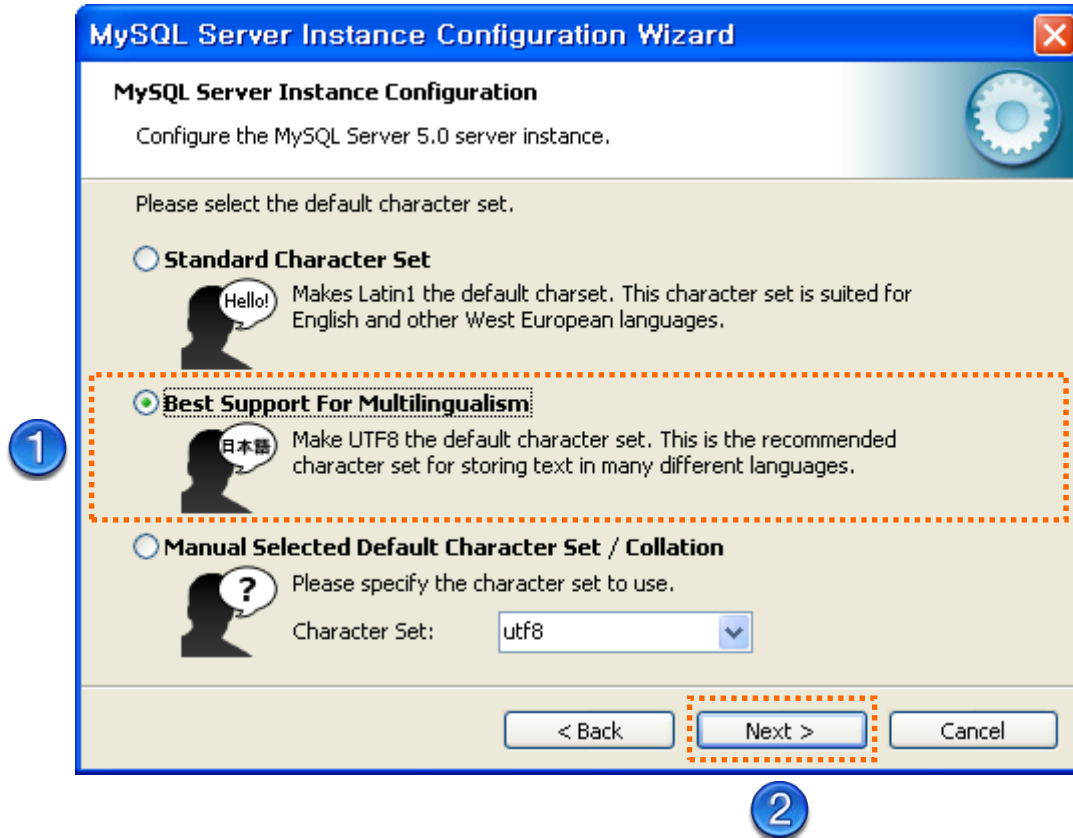 MySQL Server Instance Configuration Wizard
MySQL Server Instance Configuration
Configure the MySQL Server 5.0 server instance.
Please select the default character set.
Standard Character Set
Hello!
Makes Latin1 the default charset. This character set is suited for
English and other West European languages.
1
Best Support For Multilingualism
日本語
Make UTF8 the default character set. This is the recommended
character set for storing text in many different languages.
Manual Selected Default Character Set / Collation
?
Please specify the character set to use.
Character Set: utf8
< Back Next > Cancel
2